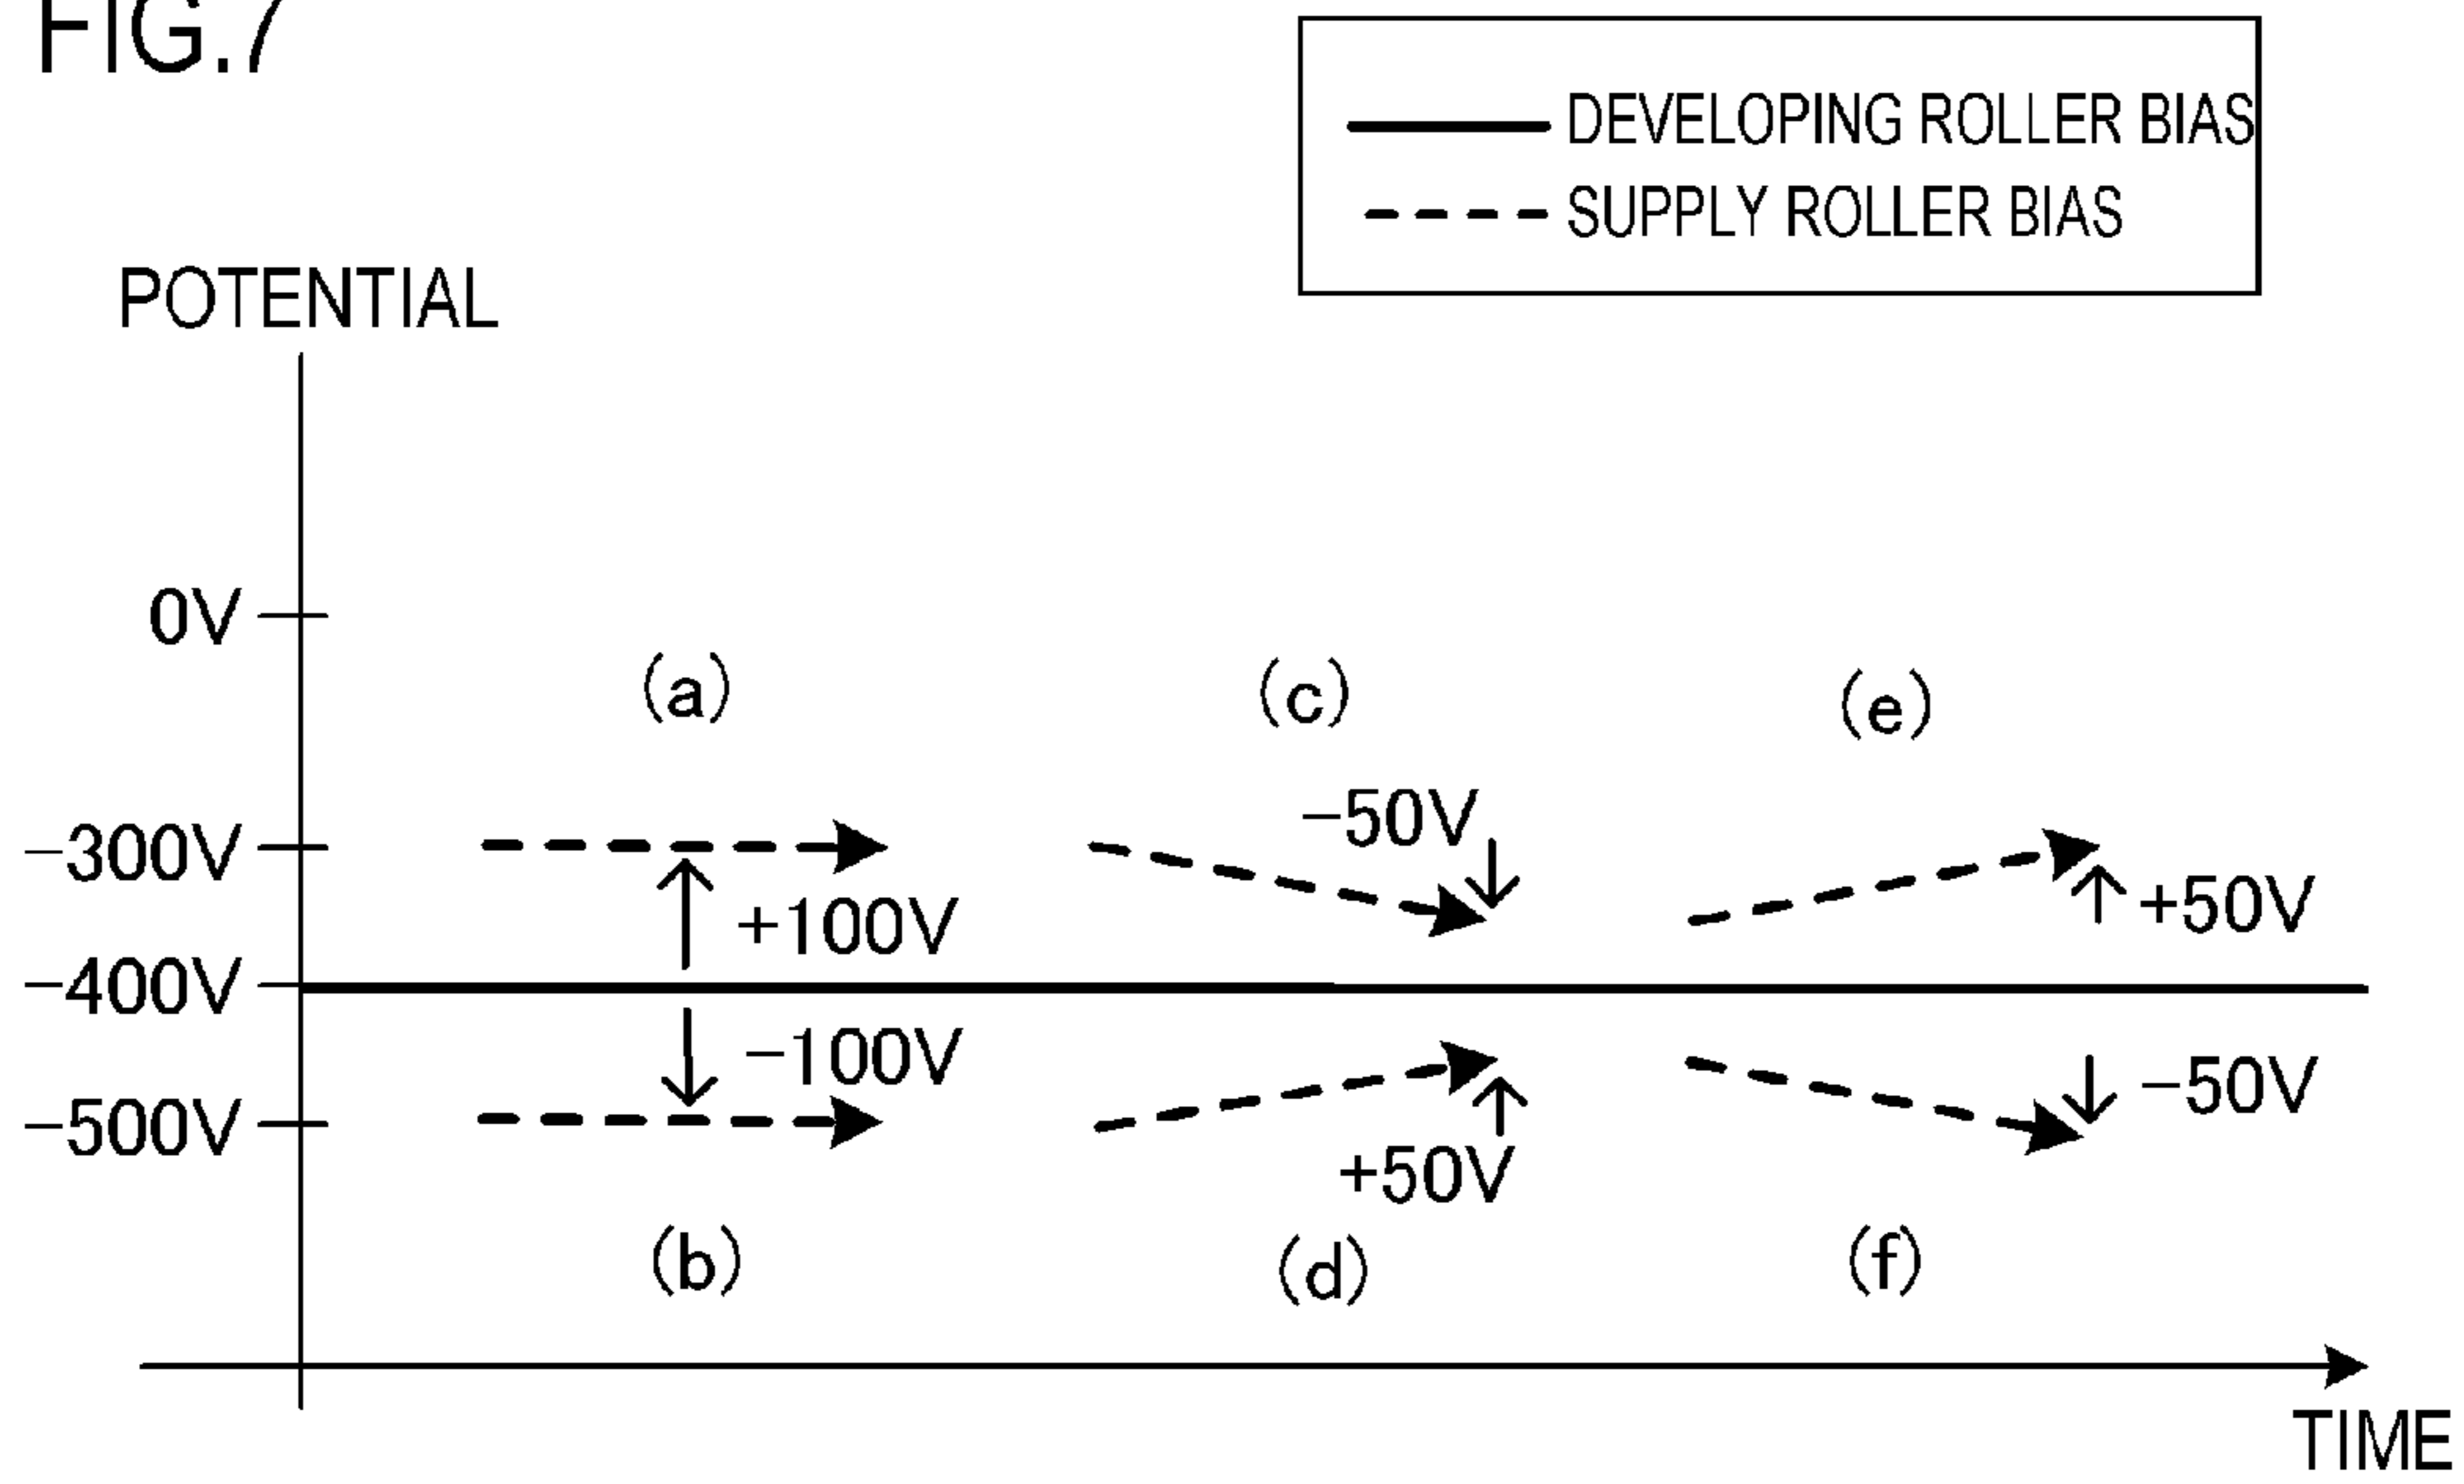 FIG.7
DEVELOPING ROLLER BIAS
SUPPLY ROLLER BIAS
POTENTIAL
0V
(a)
(c)
(e)
−50V
−300V
+100V
+50V
−400V
−100V
−50V
−500V
+50V
(b)
(d)
(f)
TIME